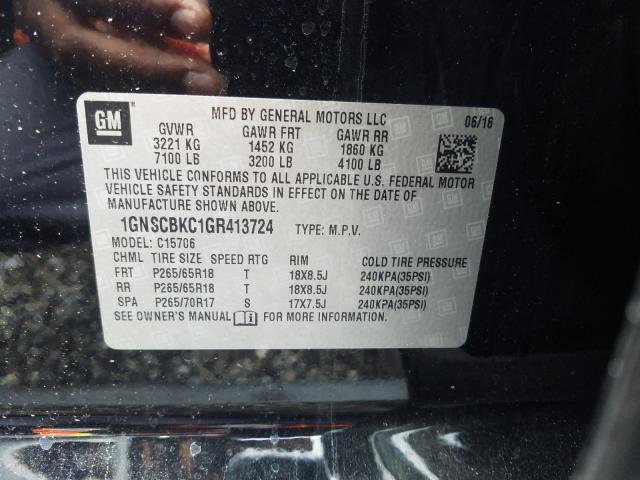 GM
MFD BY GENERAL MOTORS LLC
06/16
GVWR GAWR FRT GAWR RR
3221 KG 1452 KG 1860 KG
7100 LB 3200 LB 4100 LB
THIS VEHICLE CONFORMS TO ALL APPLICABLE U.S. FEDERAL MOTOR
VEHICLE SAFETY STANDARDS IN EFFECT ON THE DATE OF
MANUFACTURE SHOWN ABOVE.
1GNSCBKC1GR413724 TYPE: M.P.V.
MODEL: C15706
CHML TIRE SIZE SPEED RTG RIM COLD TIRE PRESSURE
FRT P265/65R18 T 18X8.5J 240KPA(35PSI)
RR P265/65R18 T 18X8.5J 240KPA(35PSI)
SPA P265/70R17 S 17X7.5J 240KPA(35PSI)
SEE OWNER'S MANUAL FOR MORE INFORMATION.